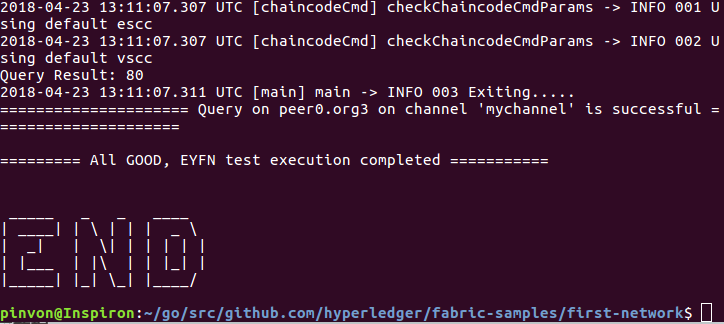 2018-04-23 13:11:07.307 UTC [chaincodeCmd] checkChaincodeCmdParams -> INFO 001 U
sing default escc
2018-04-23 13:11:07.307 UTC [chaincodeCmd] checkChaincodeCmdParams -> INFO 002 U
sing default vscc
Query Result: 80
2018-04-23 13:11:07.311 UTC [main] main -> INFO 003 Exiting.....
===================== Query on peer0.org3 on channel 'mychannel' is successful =
====================

========= All GOOD, EYFN test execution completed ===========


 _____   _   _   ____
| ____| | \ | | |  _ \
|  _|   |  \| | | | | |
| |___  | |\  | | |_| |
|_____| |_| \_| |____/

pinvon@Inspiron:~/go/src/github.com/hyperledger/fabric-samples/first-network$